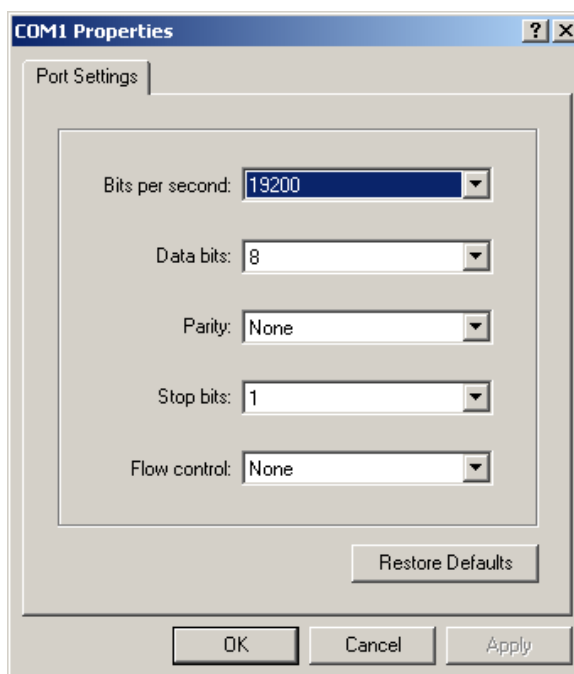 COM1 Properties
Port Settings
Bits per second: 19200
Data bits: 8
Parity: None
Stop bits: 1
Flow control: None
Restore Defaults
OK Cancel Apply